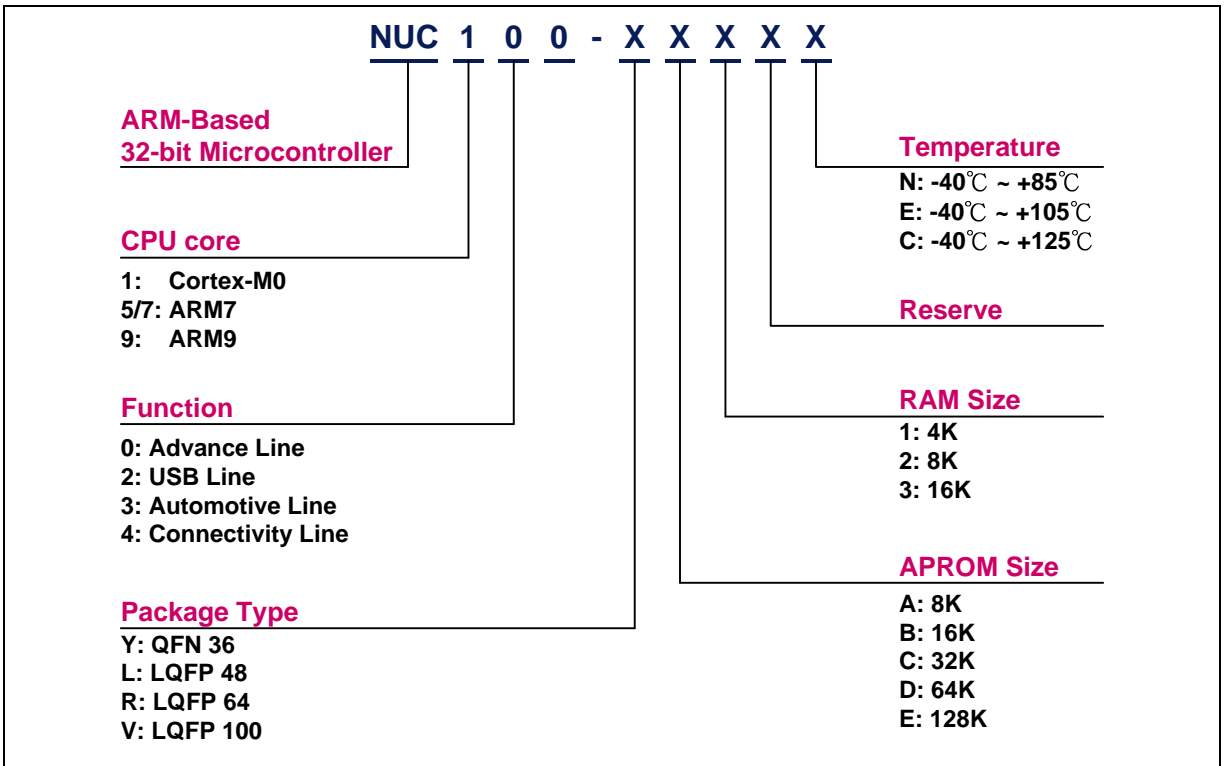 NUC 1 0 0 - X X X X X
ARM-Based
32-bit Microcontroller
CPU core
1: Cortex-M0
5/7: ARM7
9: ARM9
Function
0: Advance Line
2: USB Line
3: Automotive Line
4: Connectivity Line
Package Type
Y: QFN 36
L: LQFP 48
R: LQFP 64
V: LQFP 100
Temperature
N: -40℃ ~ +85℃
E: -40℃ ~ +105℃
C: -40℃ ~ +125℃
Reserve
RAM Size
1: 4K
2: 8K
3: 16K
APROM Size
A: 8K
B: 16K
C: 32K
D: 64K
E: 128K